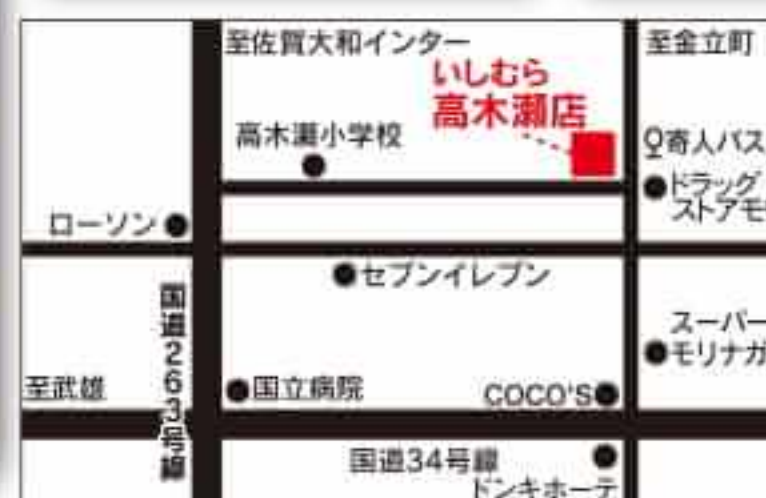 至佐賀大和インター
至金立町
いしむら
高木瀬店
高木瀬小学校
寄人バス
ドラッグ
ストアモリ
ローソン
セブンイレブン
国道263号線
スーパー
モリナガ
至武雄
国立病院
COCO'S
国道34号線
ドンキホーテ